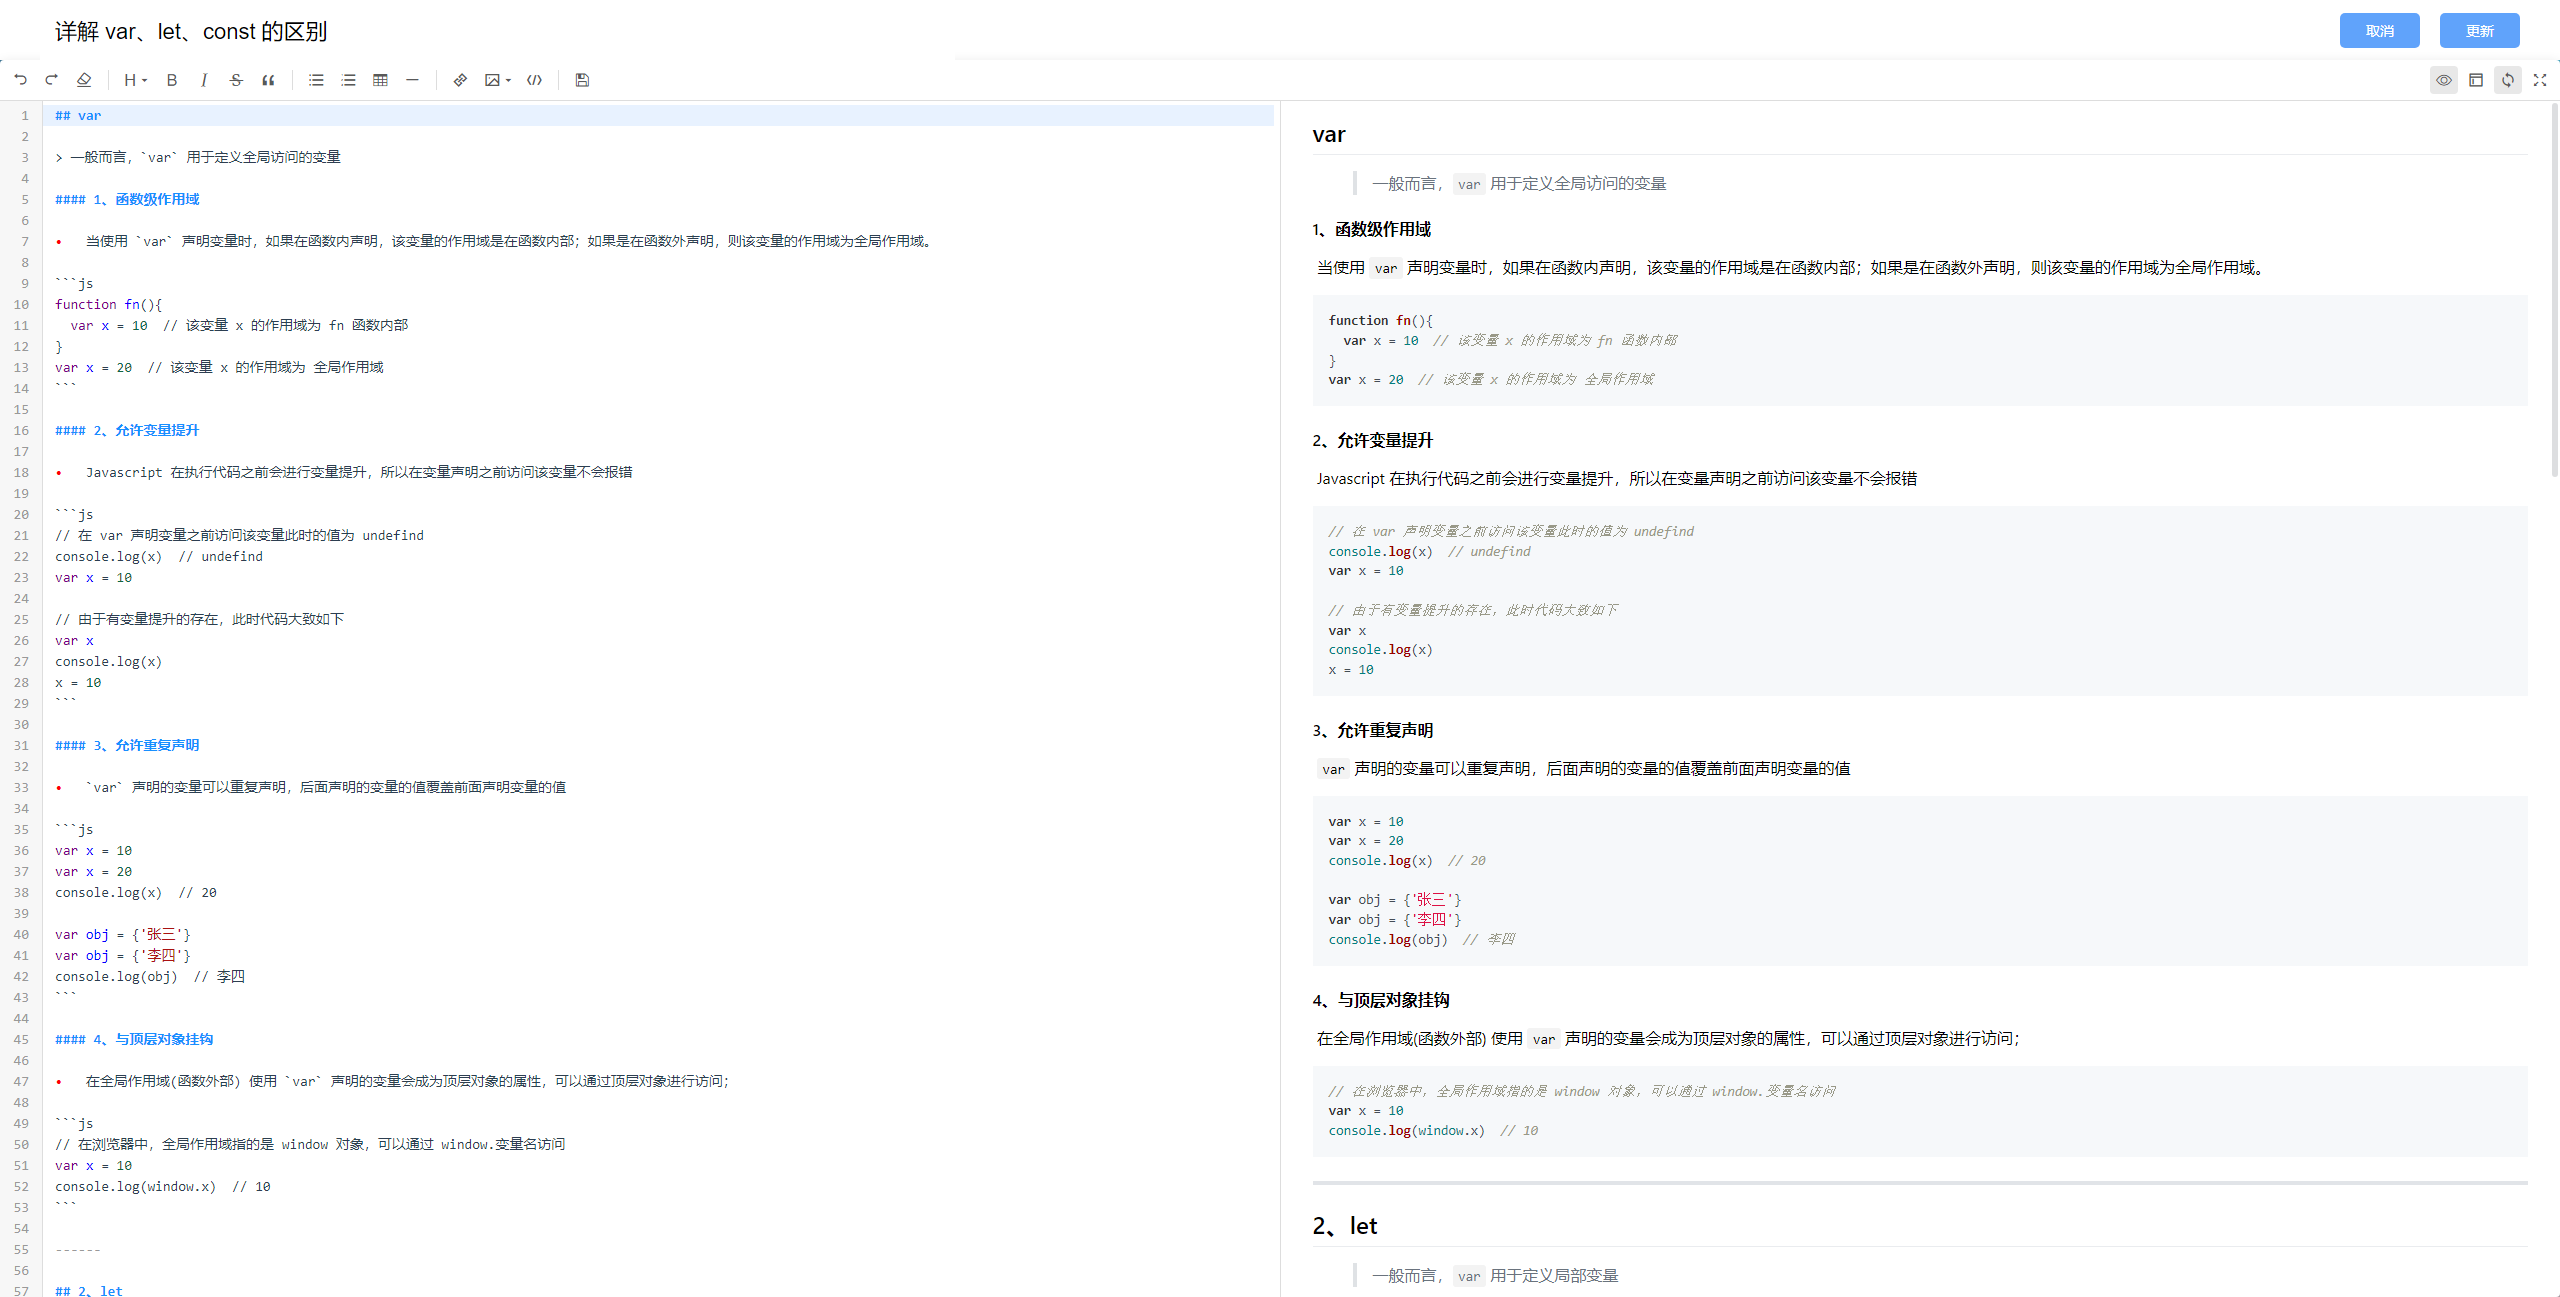 详解 var、let、const 的区别
取消
更新
H
B
I
S
1 ## var
2
3 > 一般而言，`var` 用于定义全局访问的变量
4
5 #### 1、函数级作用域
6
7 • 当使用 `var` 声明变量时，如果在函数内声明，该变量的作用域是在函数内部；如果是在函数外声明，则该变量的作用域为全局作用域。
8
9 ```js
10 function fn(){
11   var x = 10  // 该变量 x 的作用域为 fn 函数内部
12 }
13 var x = 20  // 该变量 x 的作用域为 全局作用域
14 ```
15
16 #### 2、允许变量提升
17
18 • Javascript 在执行代码之前会进行变量提升，所以在变量声明之前访问该变量不会报错
19
20 ```js
21 // 在 var 声明变量之前访问该变量此时的值为 undefind
22 console.log(x)  // undefind
23 var x = 10
24
25 // 由于有变量提升的存在，此时代码大致如下
26 var x
27 console.log(x)
28 x = 10
29 ```
30
31 #### 3、允许重复声明
32
33 • `var` 声明的变量可以重复声明，后面声明的变量的值覆盖前面声明变量的值
34
35 ```js
36 var x = 10
37 var x = 20
38 console.log(x)  // 20
39
40 var obj = {'张三'}
41 var obj = {'李四'}
42 console.log(obj)  // 李四
43 ```
44
45 #### 4、与顶层对象挂钩
46
47 • 在全局作用域(函数外部) 使用 `var` 声明的变量会成为顶层对象的属性，可以通过顶层对象进行访问；
48
49 ```js
50 // 在浏览器中，全局作用域指的是 window 对象，可以通过 window.变量名访问
51 var x = 10
52 console.log(window.x)  // 10
53 ```
54
55 ------
56
57 ## 2、let
var
一般而言， var 用于定义全局访问的变量
1、函数级作用域
当使用 var 声明变量时，如果在函数内声明，该变量的作用域是在函数内部；如果是在函数外声明，则该变量的作用域为全局作用域。
function fn(){
  var x = 10  // 该变量 x 的作用域为 fn 函数内部
}
var x = 20  // 该变量 x 的作用域为 全局作用域
2、允许变量提升
Javascript 在执行代码之前会进行变量提升，所以在变量声明之前访问该变量不会报错
// 在 var 声明变量之前访问该变量此时的值为 undefind
console.log(x)  // undefind
var x = 10
// 由于有变量提升的存在，此时代码大致如下
var x
console.log(x)
x = 10
3、允许重复声明
var 声明的变量可以重复声明，后面声明的变量的值覆盖前面声明变量的值
var x = 10
var x = 20
console.log(x)  // 20
var obj = {'张三'}
var obj = {'李四'}
console.log(obj)  // 李四
4、与顶层对象挂钩
在全局作用域(函数外部) 使用 var 声明的变量会成为顶层对象的属性，可以通过顶层对象进行访问；
// 在浏览器中，全局作用域指的是 window 对象，可以通过 window.变量名访问
var x = 10
console.log(window.x)  // 10
2、let
一般而言， var 用于定义局部变量